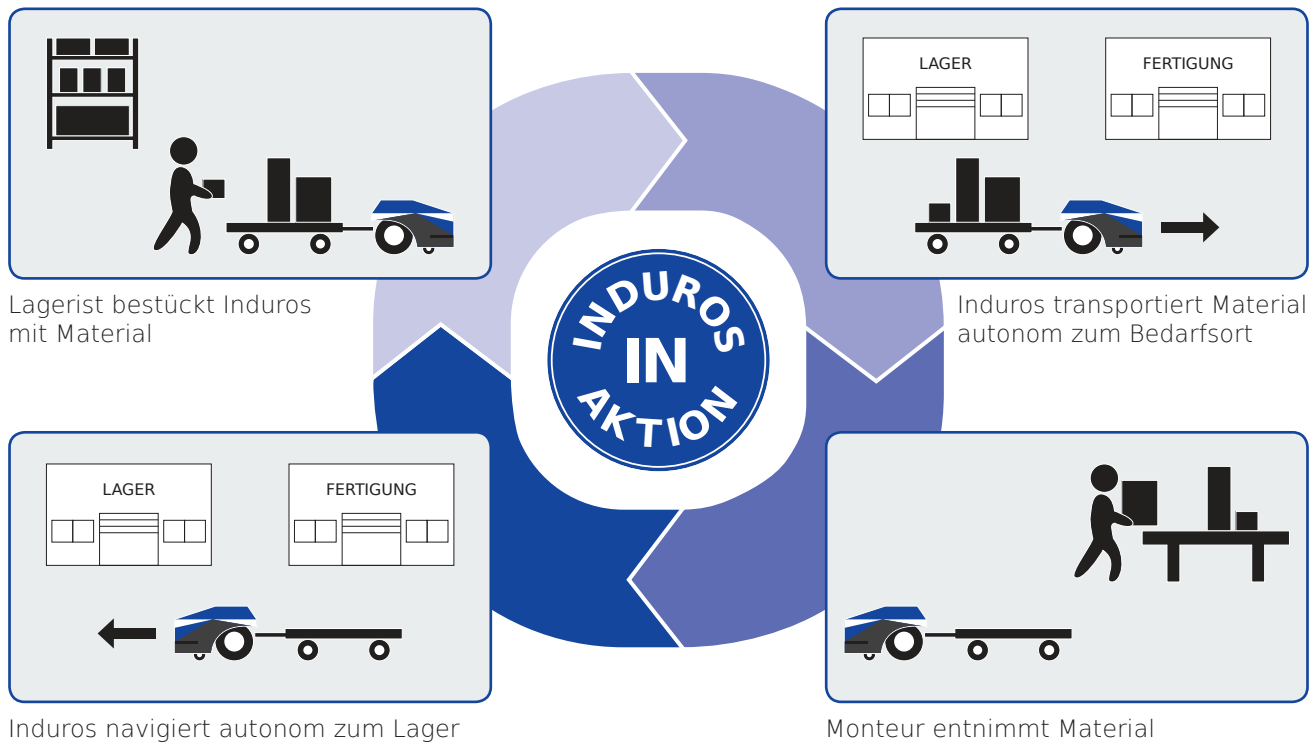 LAGER
FERTIGUNG
Lagerist bestückt Induros
mit Material
Induros transportiert Material
autonom zum Bedarfsort
INDUROS
IN
AKTION
LAGER
FERTIGUNG
Induros navigiert autonom zum Lager
Monteur entnimmt Material